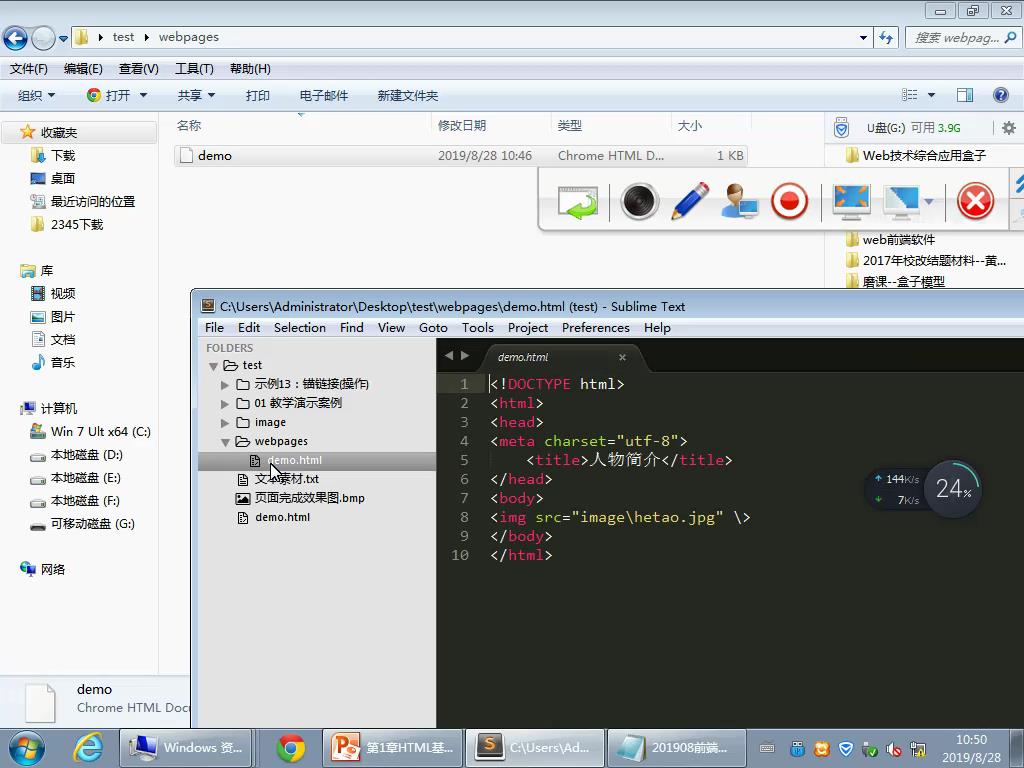 test
webpages
搜索 webpag...
文件(F) 编辑(E) 查看(V) 工具(T) 帮助(H)
组织 打开 共享 打印 电子邮件 新建文件夹
名称 修改日期 类型 大小
demo 2019/8/28 10:46 Chrome HTML D... 1 KB
收藏夹
下载
桌面
最近访问的位置
2345下载
库
视频
图片
文档
音乐
计算机
Win 7 Ult x64 (C:)
本地磁盘 (D:)
本地磁盘 (E:)
本地磁盘 (F:)
可移动磁盘 (G:)
网络
U盘(G:) 可用 3.9G
Web技术综合应用盒子
web前端软件
2017年校改结题材料--黄...
磨课--盒子模型
C:\Users\Administrator\Desktop\test\webpages\demo.html (test) - Sublime Text
File Edit Selection Find View Goto Tools Project Preferences Help
FOLDERS
test
示例13：锚链接(操作)
01 教学演示案例
image
webpages
demo.html
文本素材.txt
页面完成效果图.bmp
demo.html
demo.html
1 <!DOCTYPE html>
2 <html>
3 <head>
4 <meta charset="utf-8">
5 <title>人物简介</title>
6 </head>
7 <body>
8 <img src="image\hetao.jpg" \>
9 </body>
10 </html>
144K/s
7K/s
24%
demo
Chrome HTML Doc
Windows 资...
第1章HTML基...
C:\Users\Ad...
201908前端...
10:50
2019/8/28